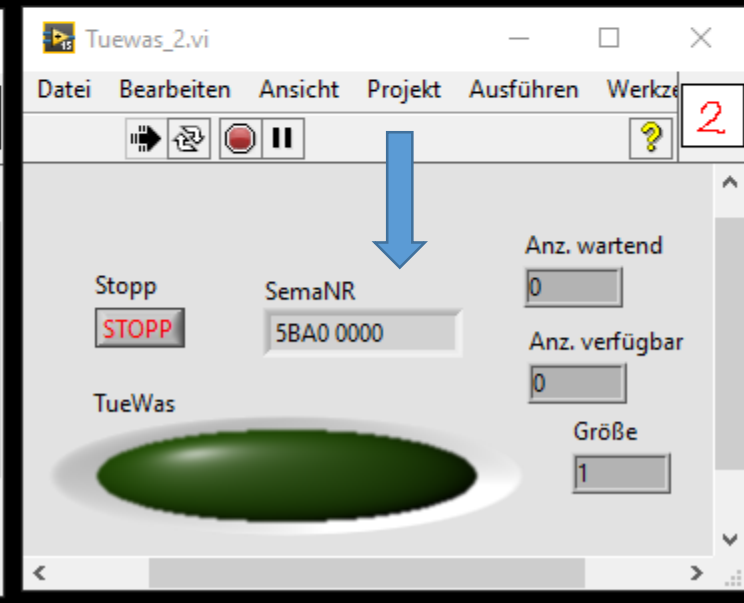 Tuewas_2.vi
Datei Bearbeiten Ansicht Projekt Ausführen Werkze
2
Anz. wartend
0
Stopp
STOPP
SemaNR
5BA0 0000
Anz. verfügbar
0
TueWas
Größe
1